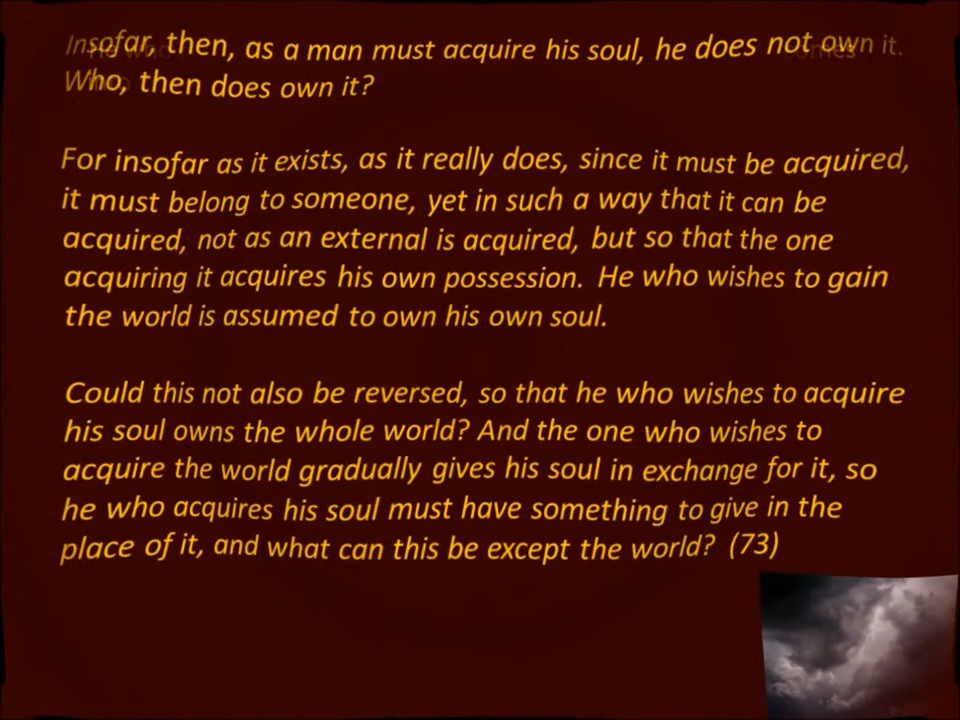 Insofar, then, as a man must acquire his soul, he does not own it.
Who, then does own it?
For insofar as it exists, as it really does, since it must be acquired,
it must belong to someone, yet in such a way that it can be
acquired, not as an external is acquired, but so that the one
acquiring it acquires his own possession. He who wishes to gain
the world is assumed to own his own soul.
Could this not also be reversed, so that he who wishes to acquire
his soul owns the whole world? And the one who wishes to
acquire the world gradually gives his soul in exchange for it, so
he who acquires his soul must have something to give in the
place of it, and what can this be except the world? (73)